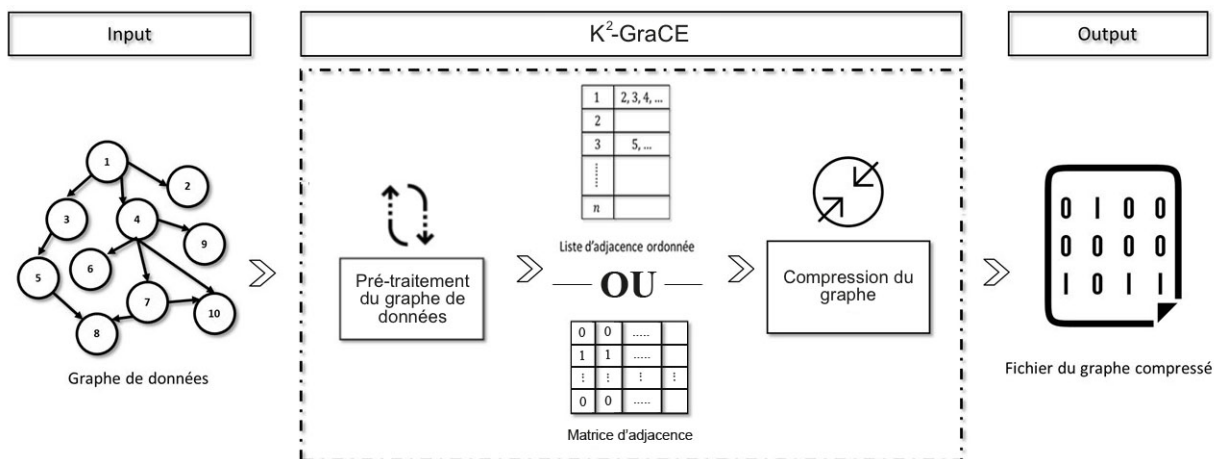 Input
K²-GraCE
Output
1
2
3
4
9
5
6
7
10
8
Graphe de données
Pré-traitement
du graphe de
données
1 2, 3, 4, ...
2
3 5, ...
n
Liste d'adjacence ordonnée
OU
0 0 .....
1 1 .....
⋮ ⋮ ⋮ ⋮
0 0 .....
Matrice d'adjacence
Compression du
graphe
0 1 0 0
0 0 0 0
1 0 1 1
Fichier du graphe compressé